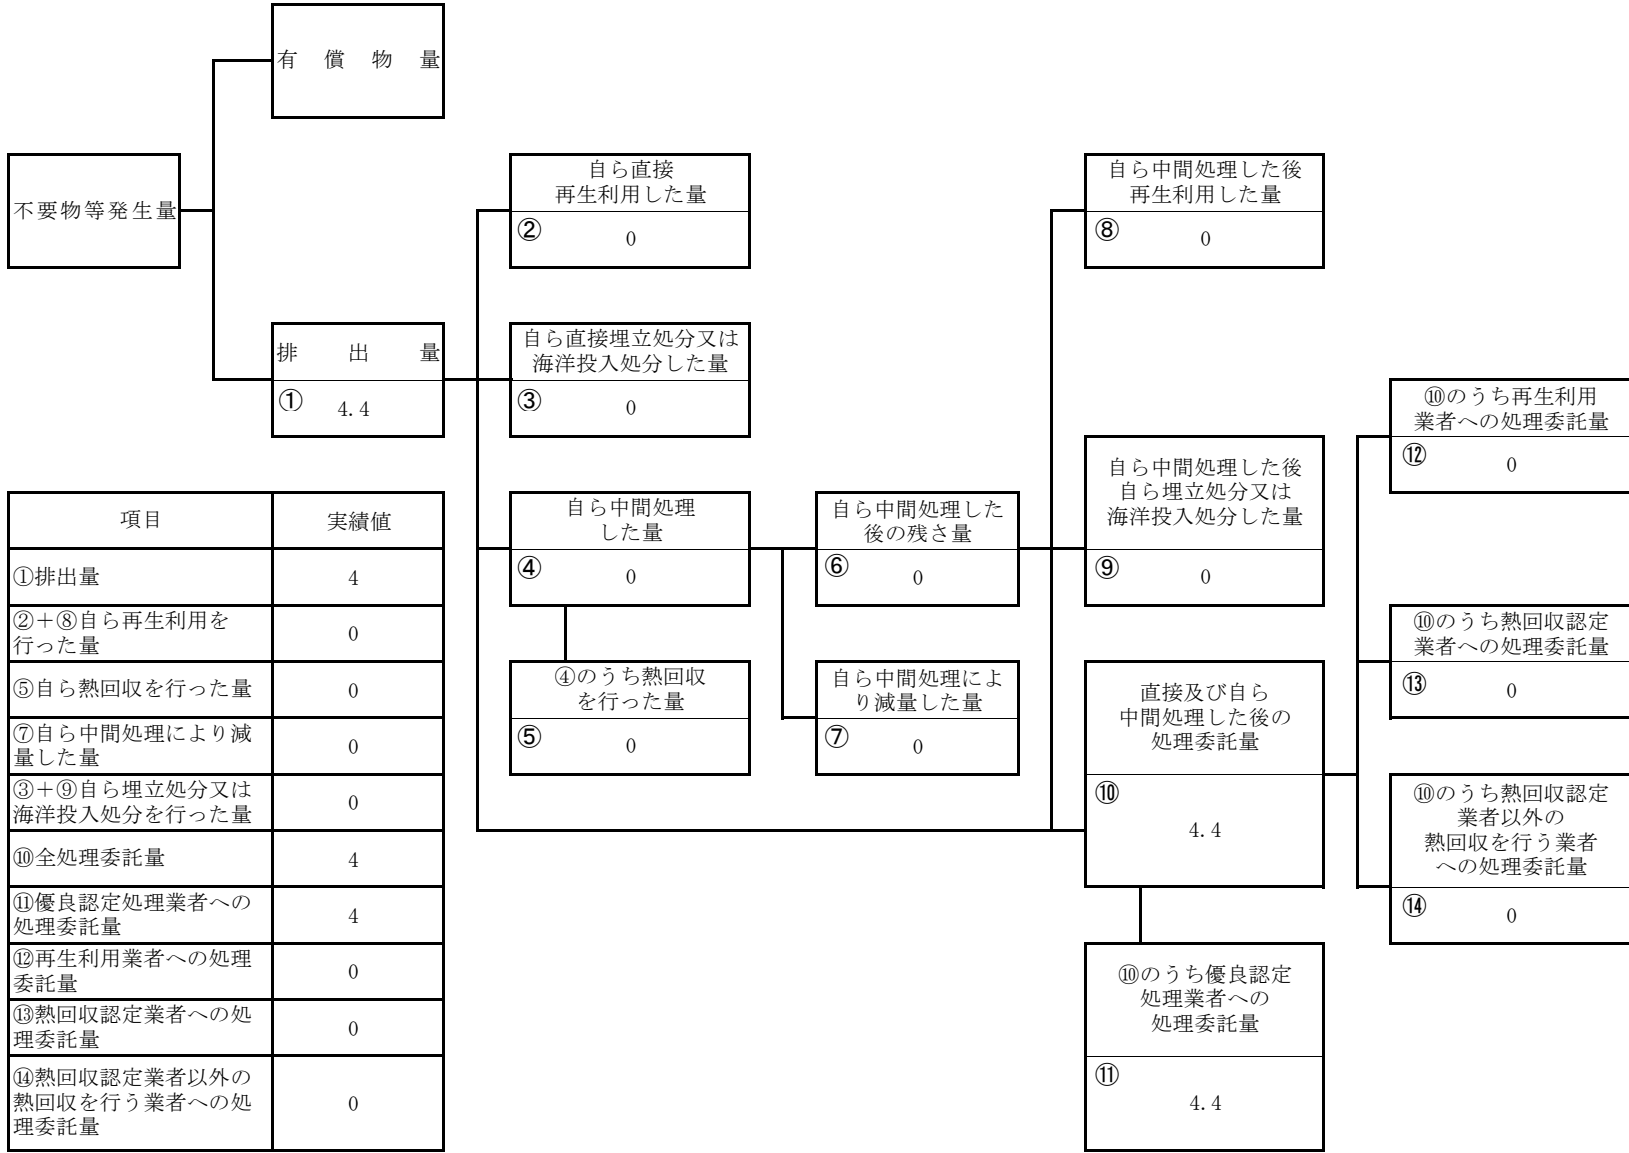 有償物量
不要物等発生量
排出量
① 4.4
自ら直接
再生利用した量
② 0
自ら直接埋立処分又は
海洋投入処分した量
③ 0
自ら中間処理
した量
④ 0
④のうち熱回収
を行った量
⑤ 0
自ら中間処理した
後の残さ量
⑥ 0
自ら中間処理によ
り減量した量
⑦ 0
自ら中間処理した後
再生利用した量
⑧ 0
自ら中間処理した後
自ら埋立処分又は
海洋投入処分した量
⑨ 0
直接及び自ら
中間処理した後の
処理委託量
⑩
4.4
⑩のうち優良認定
処理業者への
処理委託量
⑪
4.4
⑩のうち再生利用
業者への処理委託量
⑫ 0
⑩のうち熱回収認定
業者への処理委託量
⑬ 0
⑩のうち熱回収認定
業者以外の
熱回収を行う業者
への処理委託量
⑭ 0
項目 実績値
①排出量 4
②＋⑧自ら再生利用を
行った量 0
⑤自ら熱回収を行った量 0
⑦自ら中間処理により減
量した量 0
③＋⑨自ら埋立処分又は
海洋投入処分を行った量 0
⑩全処理委託量 4
⑪優良認定処理業者への
処理委託量 4
⑫再生利用業者への処理
委託量 0
⑬熱回収認定業者への処
理委託量 0
⑭熱回収認定業者以外の
熱回収を行う業者への処
理委託量 0